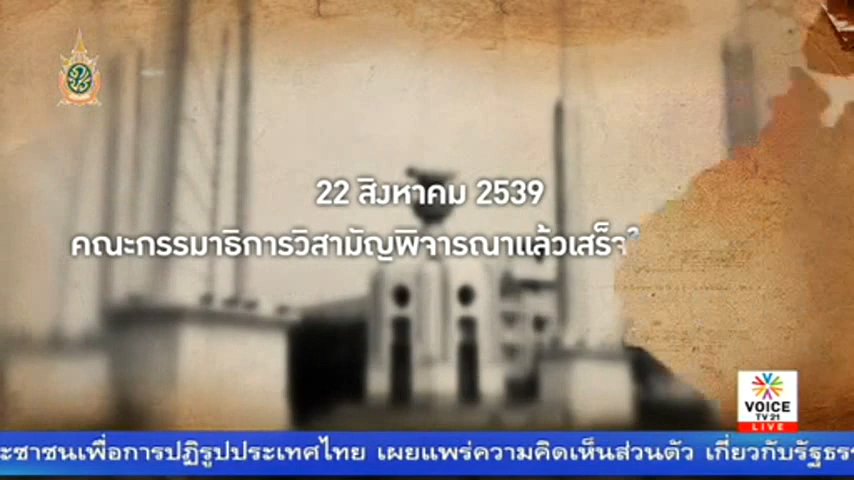 22 สิงหาคม 2539
คณะกรรมาธิการวิสามัญพิจารณาแล้วเสร็จ
VOICE
TV 21
LIVE
ะชาชนเพื่อการปฏิรูปประเทศไทย เผยแพร่ความคิดเห็นส่วนตัว เกี่ยวกับรัฐธรร